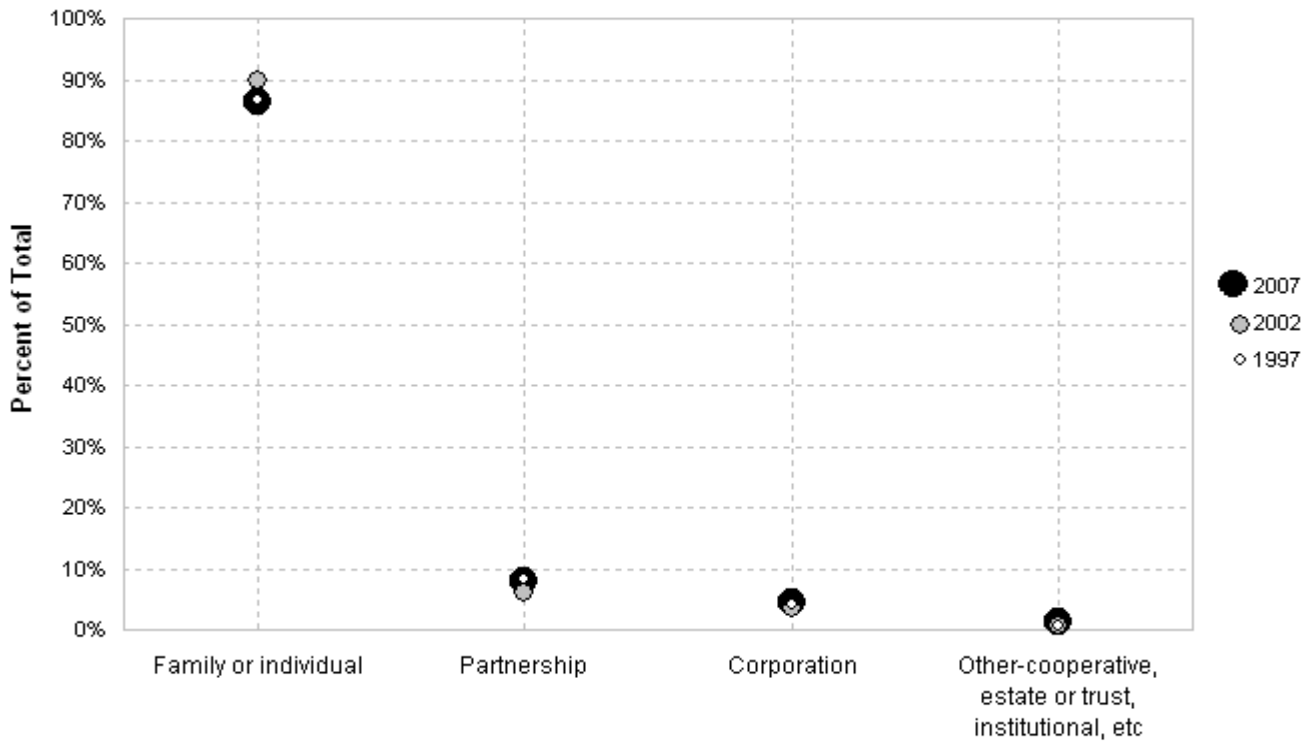 100%
90%
80%
70%
60%
50%
40%
30%
20%
10%
0%
Percent of Total
Family or individual
Partnership
Corporation
Other-cooperative,
estate or trust,
institutional, etc
2007
2002
1997